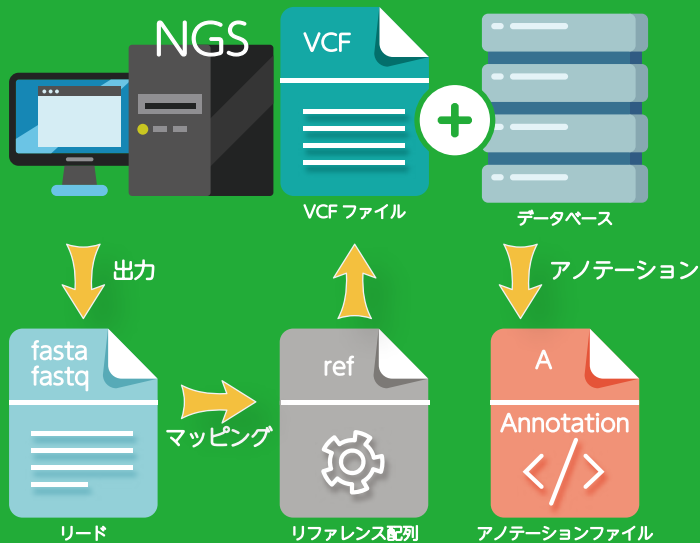 NGS
VCF
VCF ファイル
データベース
出力
アノテーション
fasta
fastq
マッピング
ref
A
Annotation
リード
リファレンス配列
アノテーションファイル